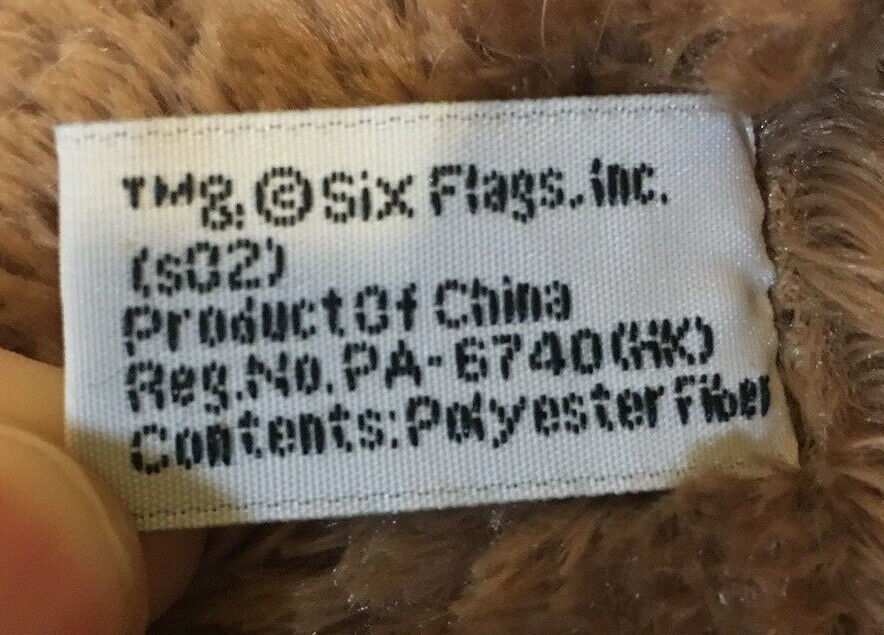 TM&©Six Flags.Inc.
(s02)
Product Of China
Reg.No.PA-6740(HK)
Contents:Polyester Fiber